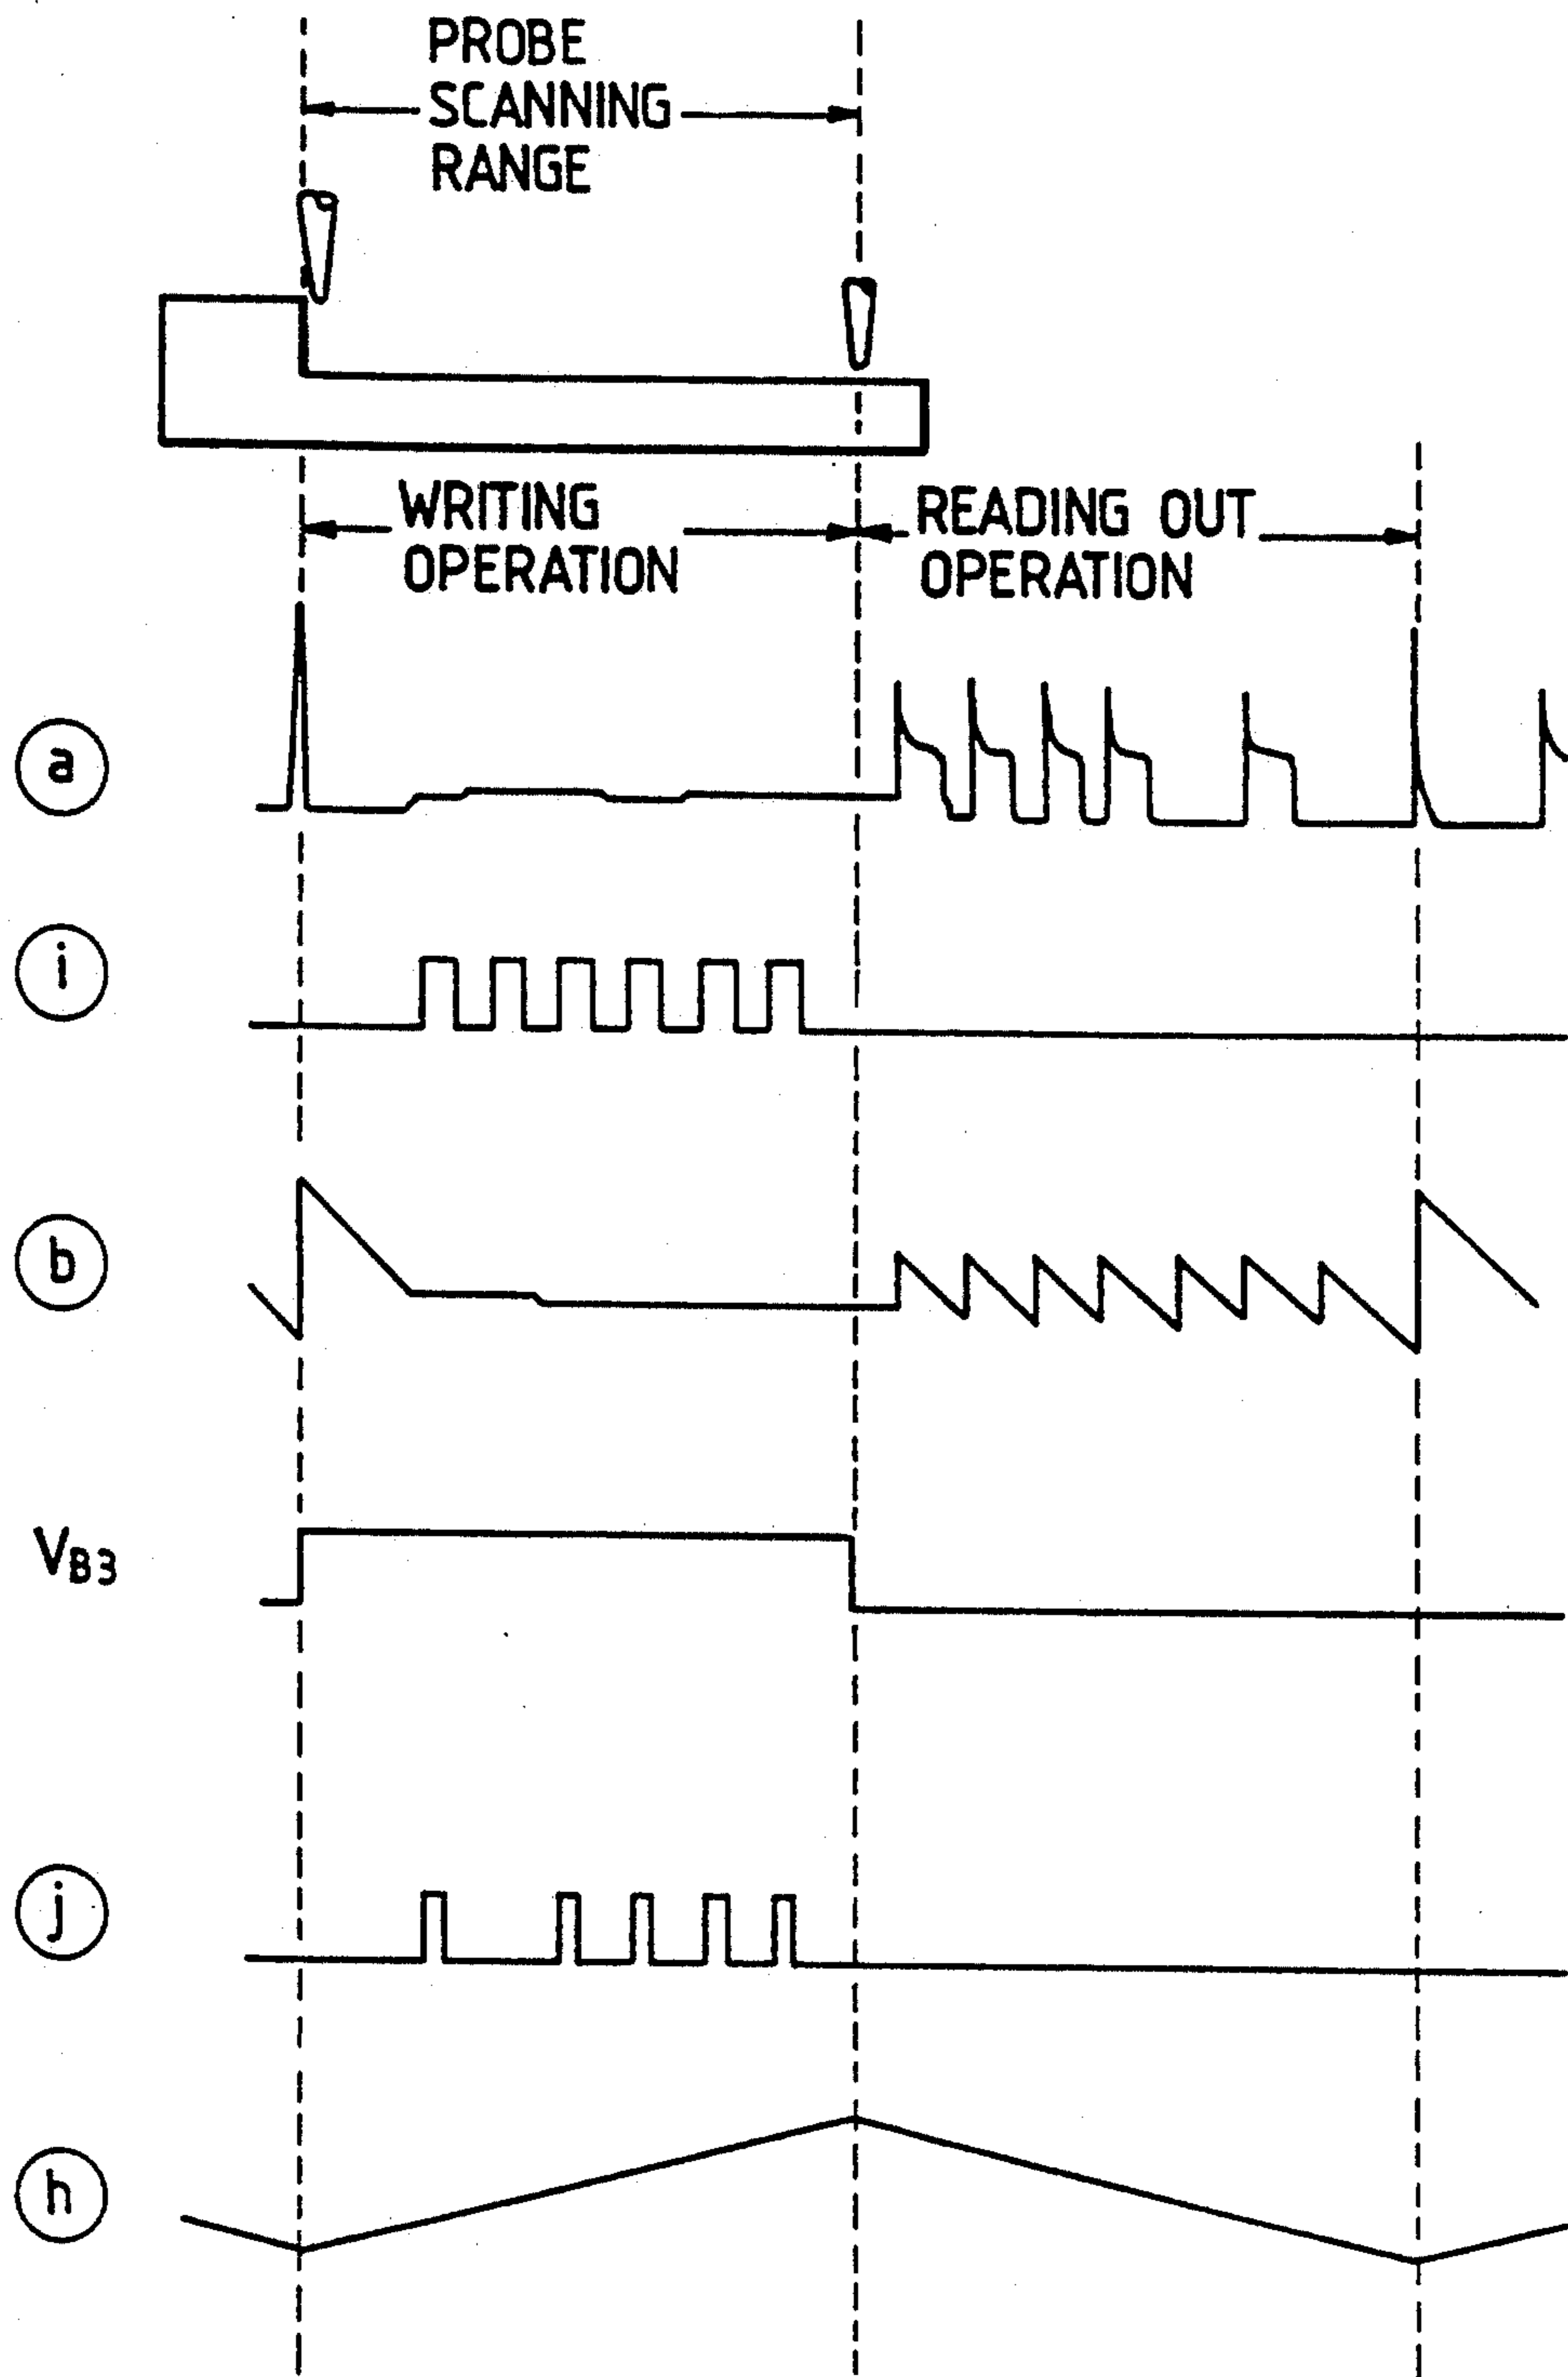 PROBE
SCANNING
RANGE
WRITING
OPERATION
READING OUT
OPERATION
a
i
b
VB3
j
h